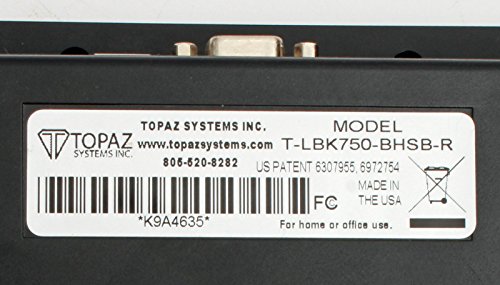 TOPAZ
SYSTEMS INC.
TOPAZ SYSTEMS INC.
www.topazsystems.com
805-520-8282
*K9A4635*
MODEL
T-LBK750-BHSB-R
US PATENT 6307955, 6972754
MADE IN
THE USA
FC
For home or office use.